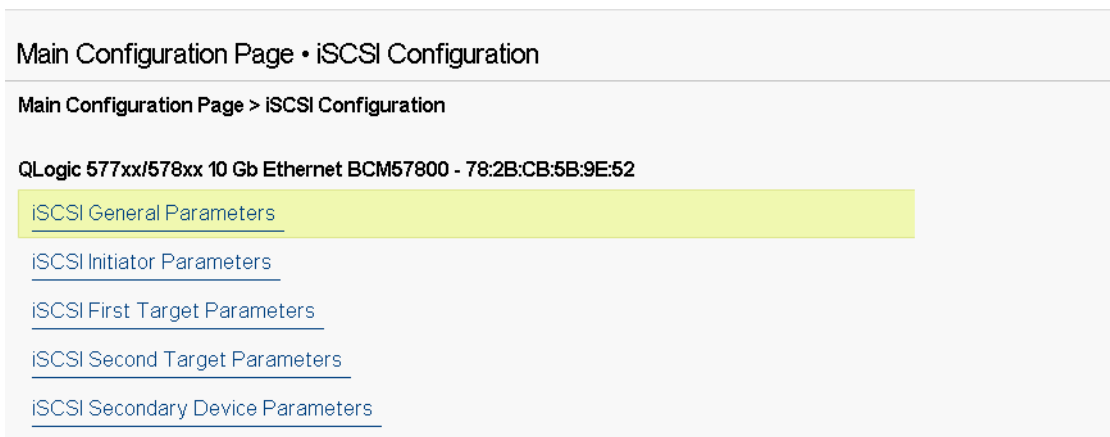 Main Configuration Page • iSCSI Configuration
Main Configuration Page > iSCSI Configuration
QLogic 577xx/578xx 10 Gb Ethernet BCM57800 - 78:2B:CB:5B:9E:52
iSCSI General Parameters
iSCSI Initiator Parameters
iSCSI First Target Parameters
iSCSI Second Target Parameters
iSCSI Secondary Device Parameters